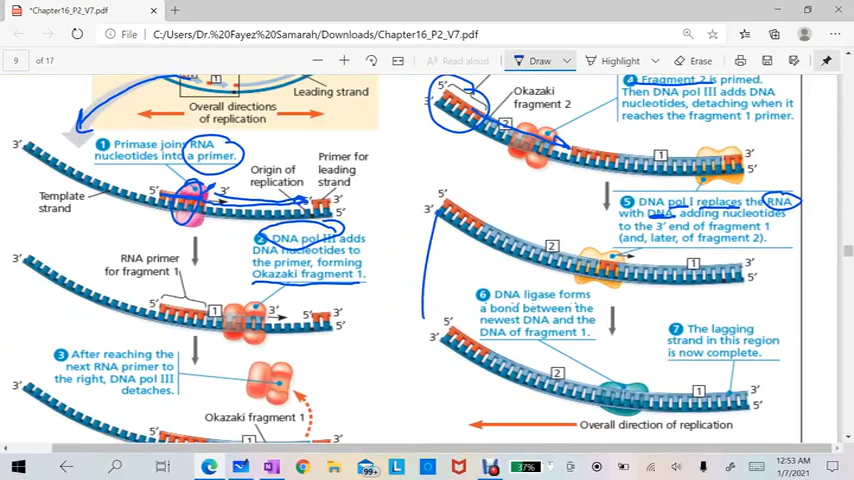 *Chapter16_P2_V7.pdf
File
C:/Users/Dr.%20Fayez%20Samarah/Downloads/Chapter16_P2_V7.pdf
9
of 17
Read aloud
Draw
Highlight
Erase
1
Leading strand
Overall directions
of replication
3'
1 Primase joins RNA
nucleotides into a primer.
Template
strand
5'
3'
Origin of
replication
Primer for
leading
strand
3'
5'
2 DNA pol III adds
DNA nucleotides to
the primer, forming
Okazaki fragment 1.
3'
RNA primer
for fragment 1
5'
1
3'
5'
3'
5'
3 After reaching the
next RNA primer to
the right, DNA pol III
detaches.
3'
Okazaki fragment 1
1
3'
5'
3'
Okazaki
fragment 2
2
4 Fragment 2 is primed.
Then DNA pol III adds DNA
nucleotides, detaching when it
reaches the fragment 1 primer.
1
3'
5'
5 DNA pol I replaces the RNA
with DNA, adding nucleotides
to the 3' end of fragment 1
(and, later, of fragment 2).
5'
3'
2
1
3'
5'
6 DNA ligase forms
a bond between the
newest DNA and the
DNA of fragment 1.
7 The lagging
strand in this region
is now complete.
5'
3'
2
1
3'
5'
Overall direction of replication
99+
37%
12:53 AM
1/7/2021